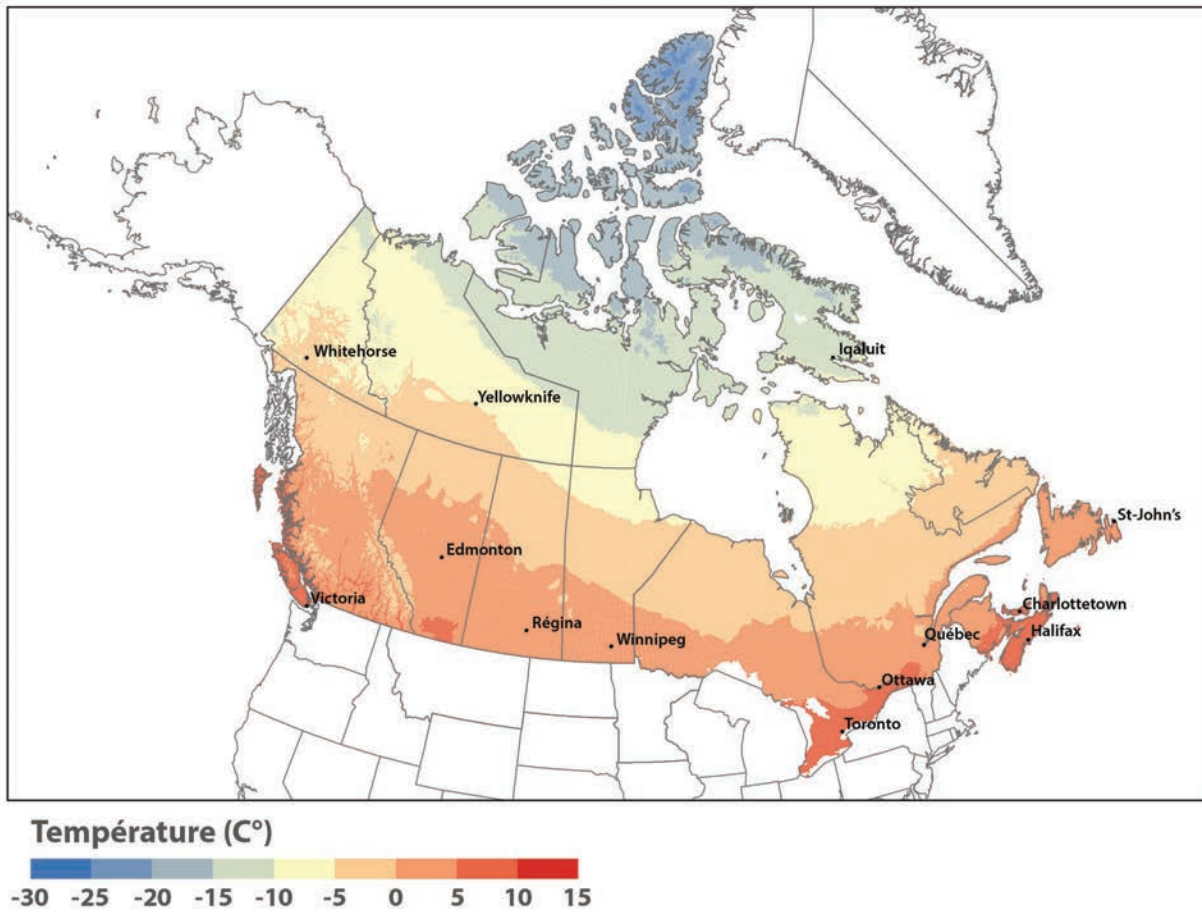 Whitehorse
Iqaluit
Yellowknife
St-John's
Edmonton
Victoria
Charlottetown
Régina
Halifax
Winnipeg
Québec
Ottawa
Toronto
Température (C°)
-30 -25 -20 -15 -10 -5 0 5 10 15